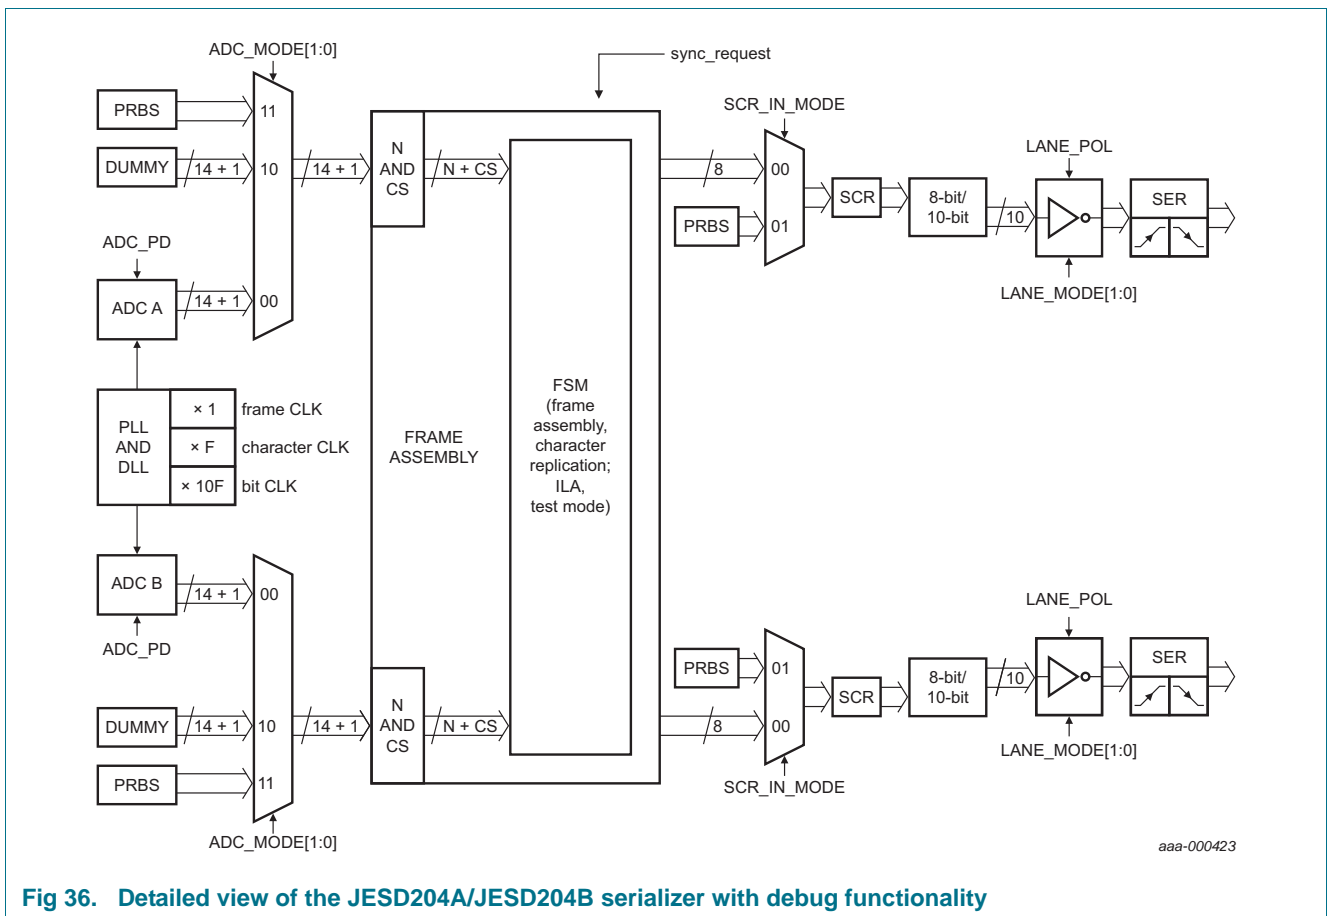 ADC_MODE[1:0]
sync_request
PRBS
11
SCR_IN_MODE
DUMMY
14 + 1
10
14 + 1
N
AND
CS
N + CS
8
00
LANE_POL
SCR
8-bit/
10-bit
10
SER
PRBS
01
ADC_PD
LANE_MODE[1:0]
ADC A
14 + 1
00
FSM
(frame
assembly,
character
replication;
ILA,
test mode)
PLL
AND
DLL
× 1
frame CLK
× F
character CLK
× 10F
bit CLK
FRAME
ASSEMBLY
ADC B
14 + 1
00
LANE_POL
ADC_PD
PRBS
01
SCR
8-bit/
10-bit
10
SER
DUMMY
14 + 1
10
14 + 1
N
AND
CS
N + CS
8
00
LANE_MODE[1:0]
PRBS
11
SCR_IN_MODE
ADC_MODE[1:0]
aaa-000423
Fig 36. Detailed view of the JESD204A/JESD204B serializer with debug functionality